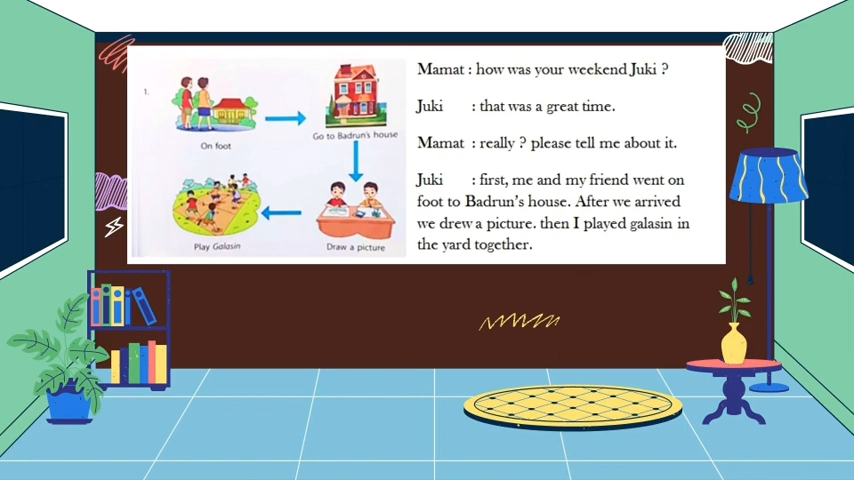 1.
On foot
Go to Badrun's house
Play Galasin
Draw a picture
Mamat : how was your weekend Juki ?
Juki : that was a great time.
Mamat : really ? please tell me about it.
Juki : first, me and my friend went on
foot to Badrun's house. After we arrived
we drew a picture. then I played galasin in
the yard together.